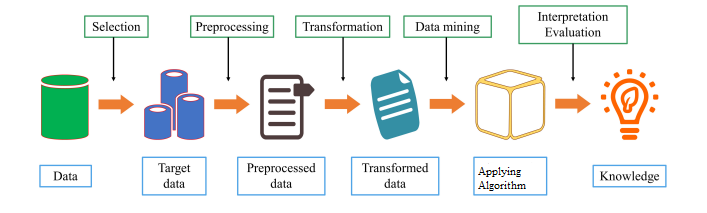 Selection
Preprocessing
Transformation
Data mining
Interpretation
Evaluation
Data
Target
data
Preprocessed
data
Transformed
data
Applying
Algorithm
Knowledge